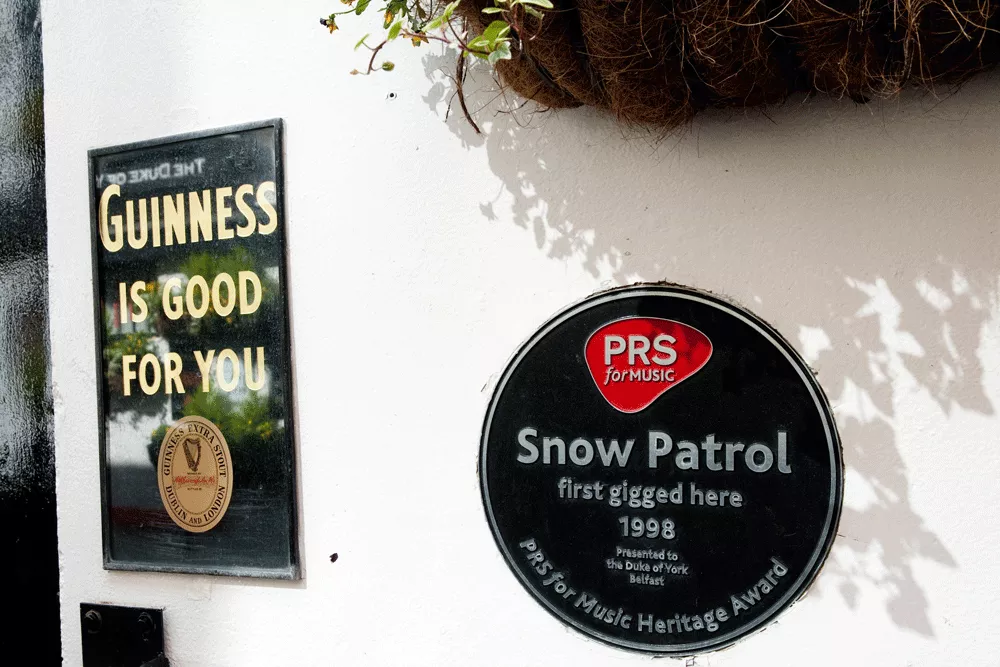 THE DUKE OF Y
GUINNESS
IS GOOD
FOR YOU
GUINNESS EXTRA STOUT
DUBLIN AND LONDON
PRS
for MUSIC
Snow Patrol
first gigged here
1998
Presented to
the Duke of York
Belfast
PRS for Music Heritage Award